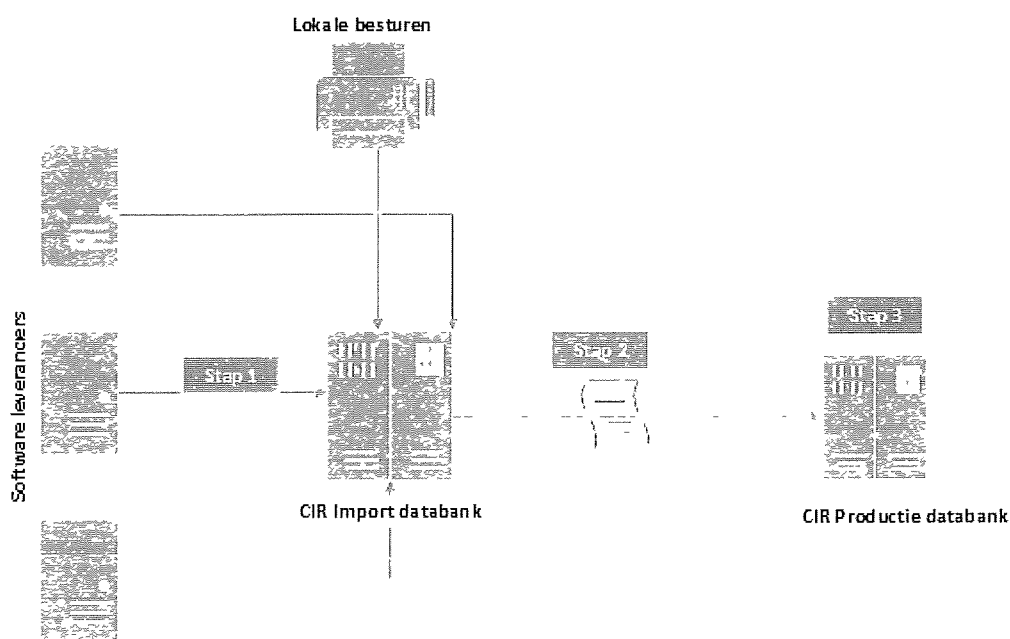 Lokale besturen
Software leveranciers
Stap 1
Stap 2
Stap 3
CIR Import databank
CIR Productie databank